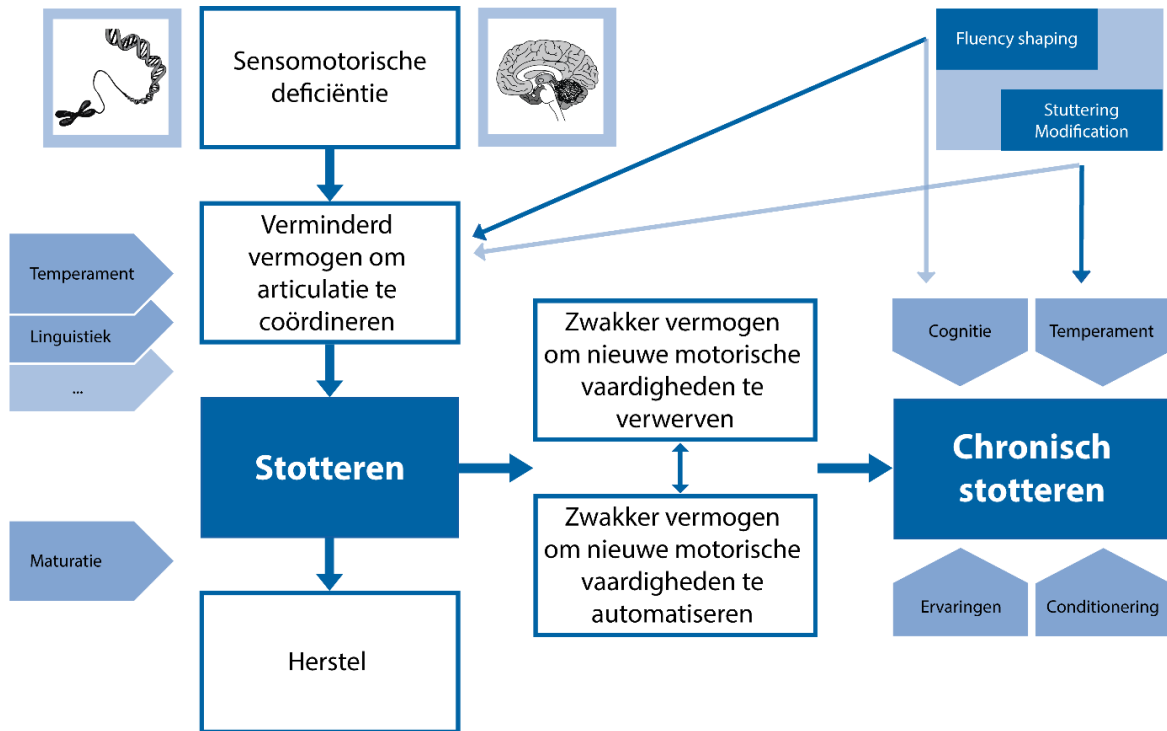 Sensomotorische
deficiëntie
Fluency shaping
Stuttering
Modification
Verminderd
vermogen om
articulatie te
coördineren
Temperament
Linguistiek
...
Zwakker vermogen
om nieuwe motorische
vaardigheden te
verwerven
Cognitie
Temperament
Stotteren
Chronisch
stotteren
Zwakker vermogen
om nieuwe motorische
vaardigheden te
automatiseren
Maturatie
Ervaringen
Conditionering
Herstel